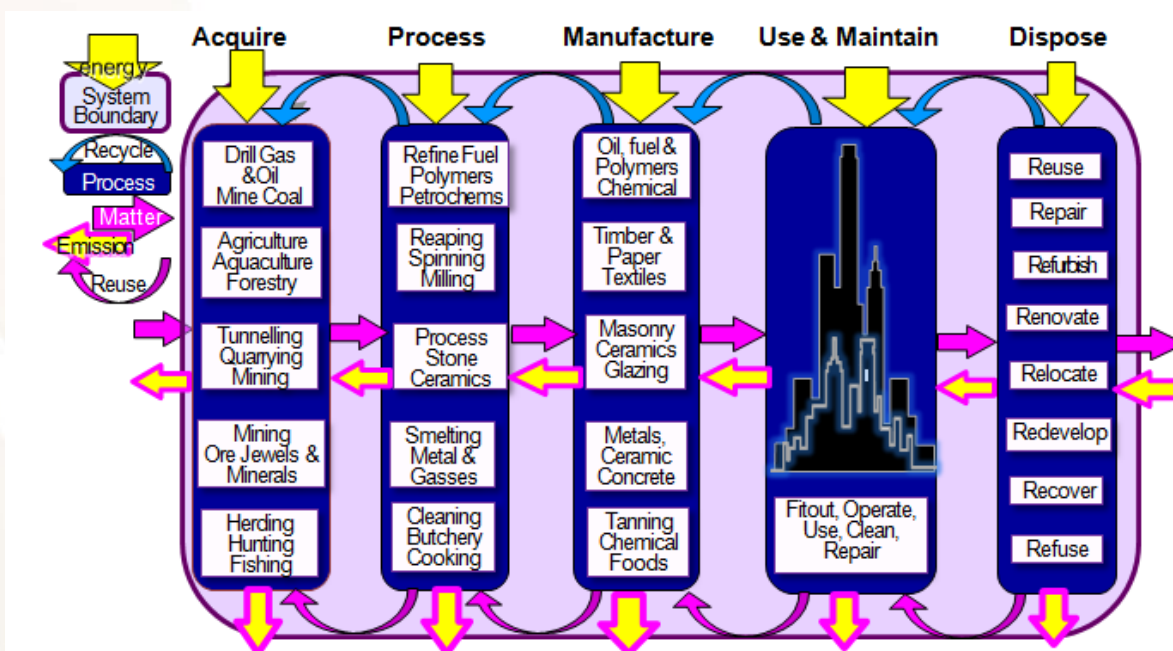 Acquire
Process
Manufacture
Use & Maintain
Dispose
energy
System
Boundary
Recycle
Process
Matter
Emission
Reuse
Drill Gas
&Oil
Mine Coal
Agriculture
Aquaculture
Forestry
Tunnelling
Quarrying
Mining
Mining
Ore Jewels &
Minerals
Herding
Hunting
Fishing
Refine Fuel
Polymers
Petrochems
Reaping
Spinning
Milling
Process
Stone
Ceramics
Smelting
Metal &
Gasses
Cleaning
Butchery
Cooking
Oil, fuel &
Polymers
Chemical
Timber &
Paper
Textiles
Masonry
Ceramics
Glazing
Metals,
Ceramic
Concrete
Tanning
Chemical
Foods
Fitout, Operate,
Use, Clean,
Repair
Reuse
Repair
Refurbish
Renovate
Relocate
Redevelop
Recover
Refuse